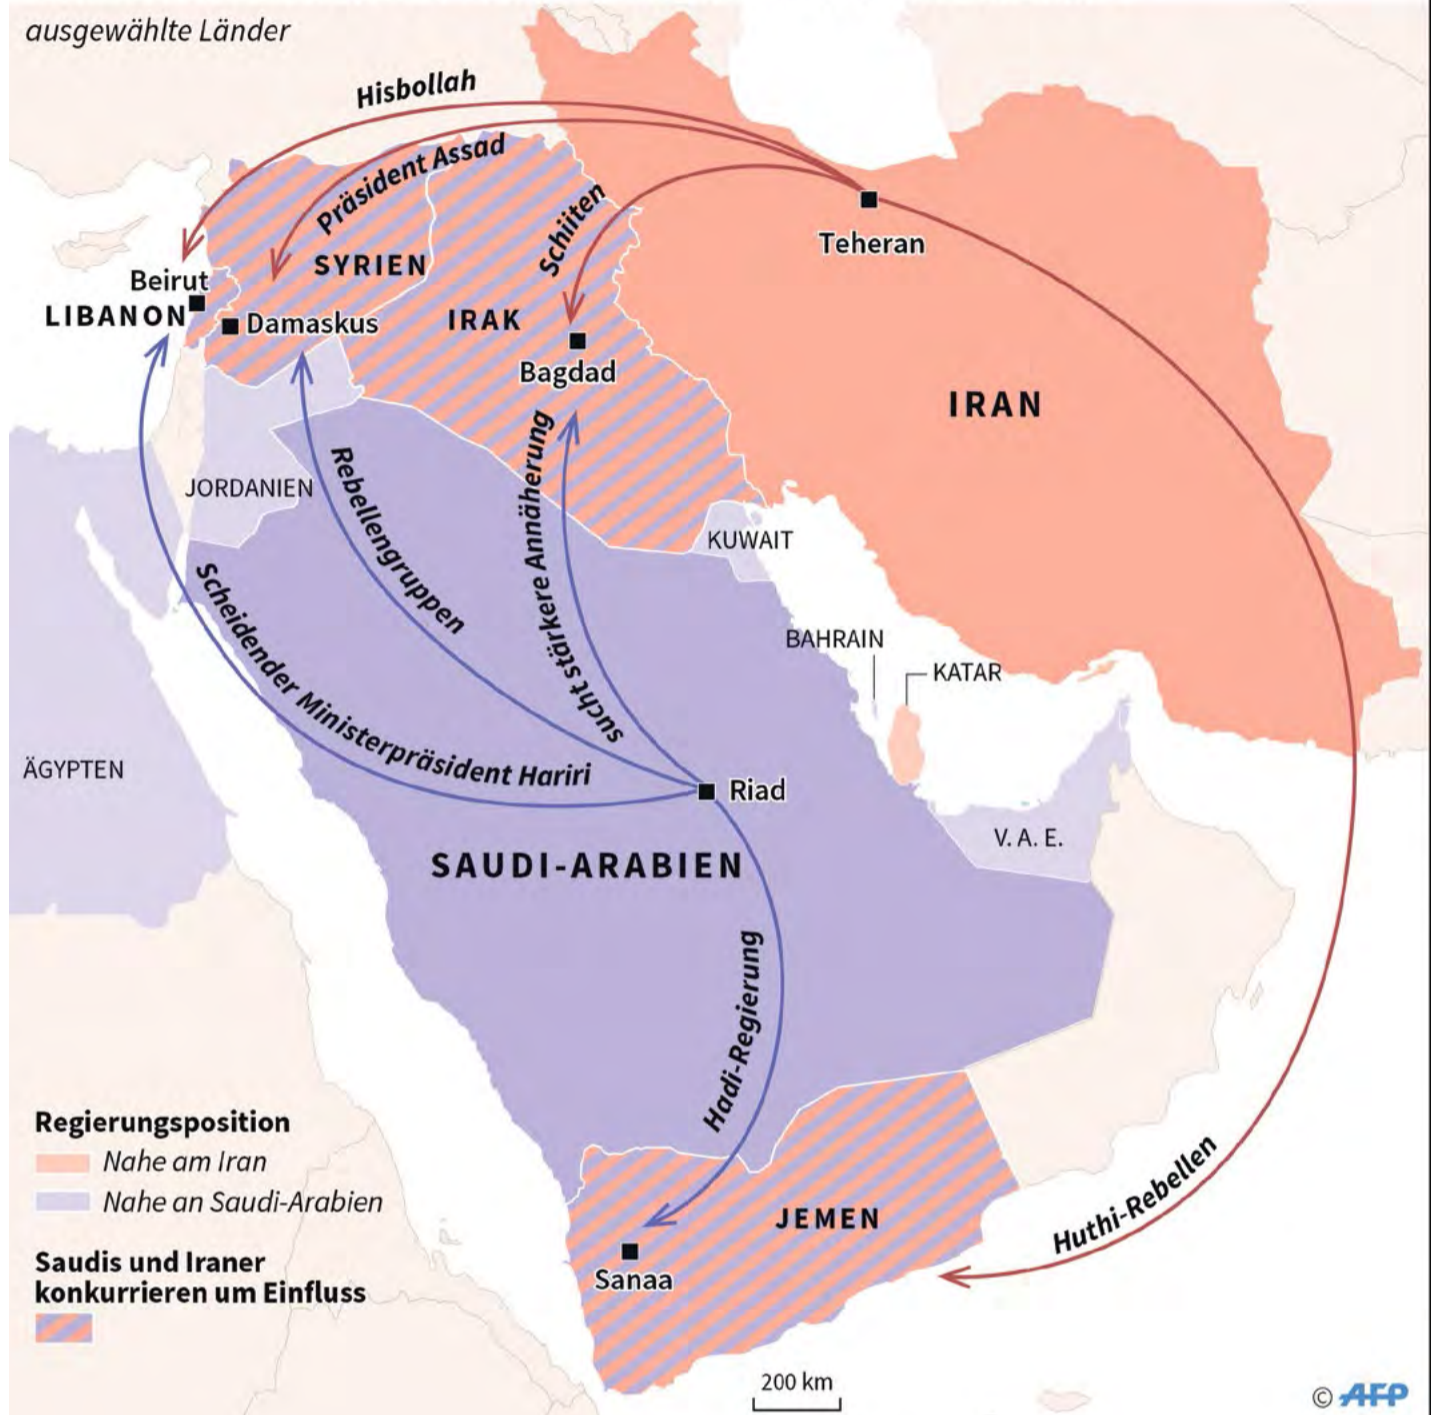 ausgewählte Länder
Hisbollah
Präsident Assad
Schiiten
Teheran
SYRIEN
Beirut
LIBANON
Damaskus
IRAK
Bagdad
IRAN
JORDANIEN
Rebellengruppen
sucht stärkere Annäherung
KUWAIT
Scheidender Ministerpräsident Hariri
BAHRAIN
KATAR
ÄGYPTEN
Riad
V. A. E.
SAUDI-ARABIEN
Hadi-Regierung
Huthi-Rebellen
JEMEN
Sanaa
Regierungsposition
Nahe am Iran
Nahe an Saudi-Arabien
Saudis und Iraner
konkurrieren um Einfluss
200 km
© AFP